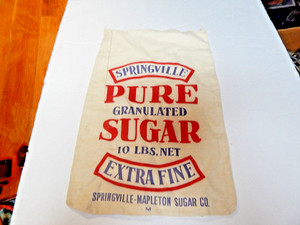 SPRINGVILLE
PURE
GRANULATED
SUGAR
10 LBS. NET
EXTRA FINE
SPRINGVILLE-MAPLETON SUGAR CO.